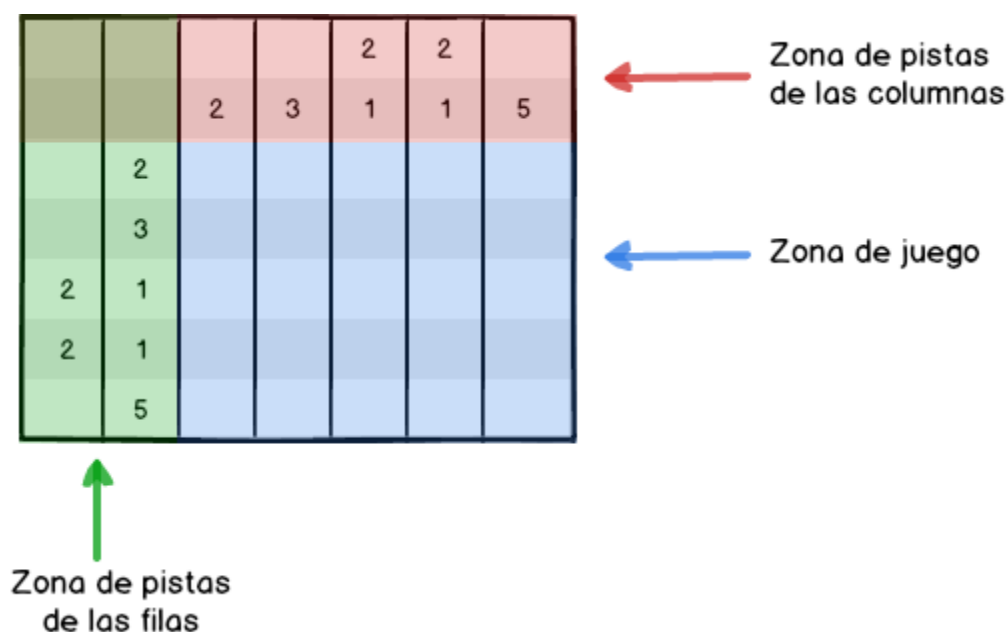 2 2
2 3 1 1 5
2
3
2 1
2 1
5
Zona de pistas
de las columnas
Zona de juego
Zona de pistas
de las filas